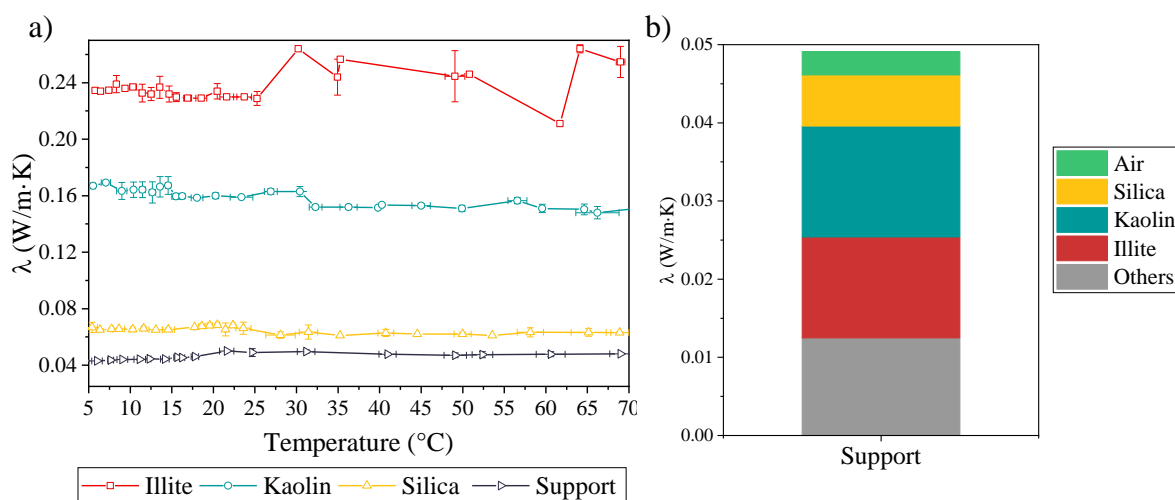 a)
λ (W/m·K)
0.24
0.20
0.16
0.12
0.08
0.04
5 10 15 20 25 30 35 40 45 50 55 60 65 70
Temperature (°C)
Illite Kaolin Silica Support
b)
λ (W/m·K)
0.05
0.04
0.03
0.02
0.01
0.00
Support
Air
Silica
Kaolin
Illite
Others